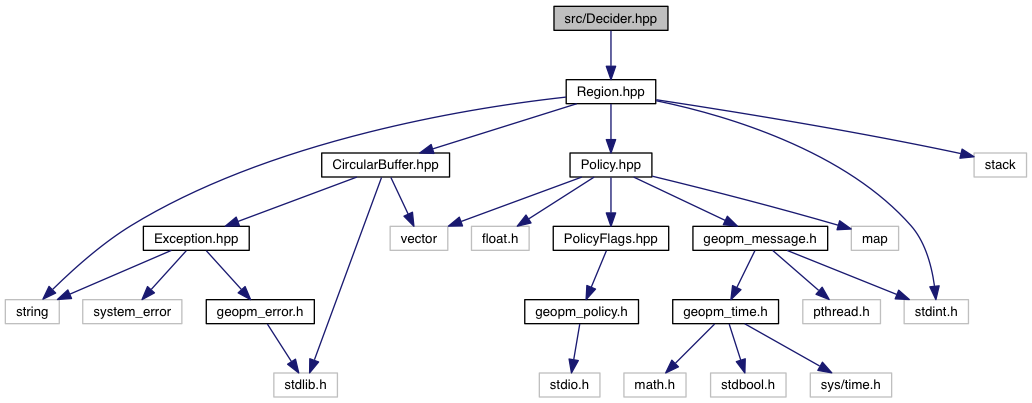 src/Decider.hpp
Region.hpp
CircularBuffer.hpp
Policy.hpp
stack
Exception.hpp
vector
float.h
PolicyFlags.hpp
geopm_message.h
map
string
system_error
geopm_error.h
geopm_policy.h
geopm_time.h
pthread.h
stdint.h
stdlib.h
stdio.h
math.h
stdbool.h
sys/time.h